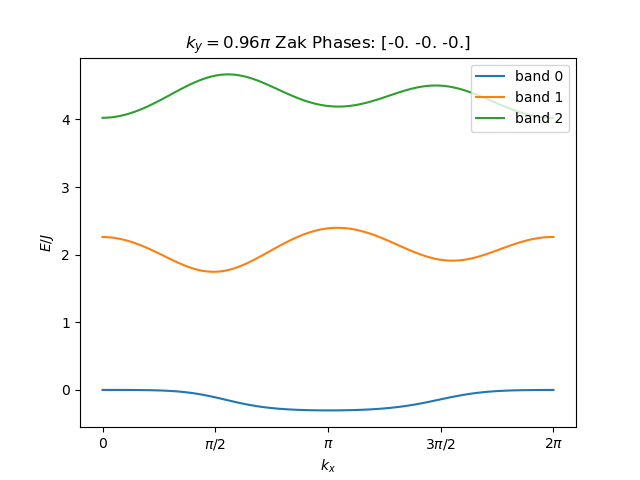 $k_y = 0.96\pi$ Zak Phases: [-0. -0. -0.]
band 0
band 1
band 2
E/J
4
3
2
1
0
0 π/2 π 3π/2 2π
$k_x$